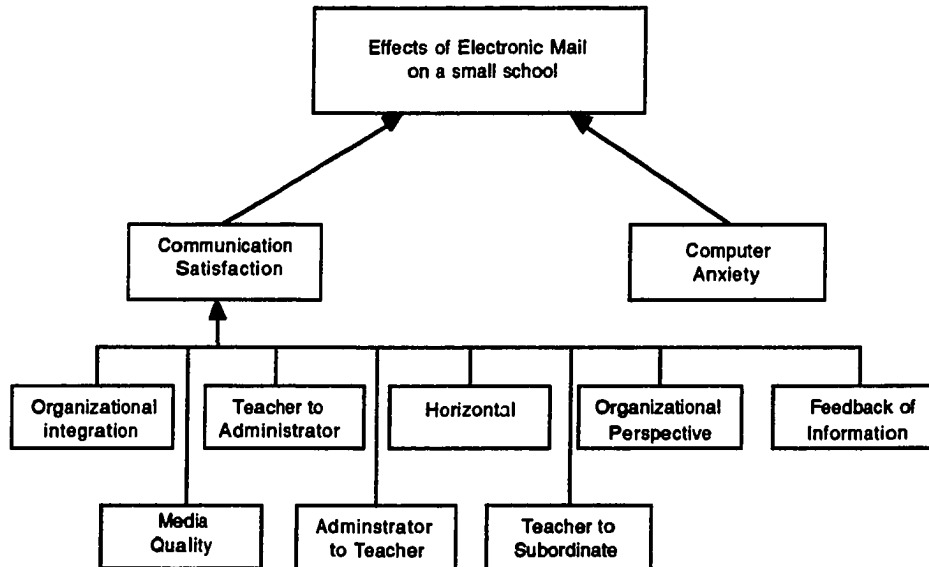 Effects of Electronic Mail
on a small school
Communication
Satisfaction
Computer
Anxiety
Organizational
integration
Teacher to
Administrator
Horizontal
Organizational
Perspective
Feedback of
Information
Media
Quality
Adminstrator
to Teacher
Teacher to
Subordinate